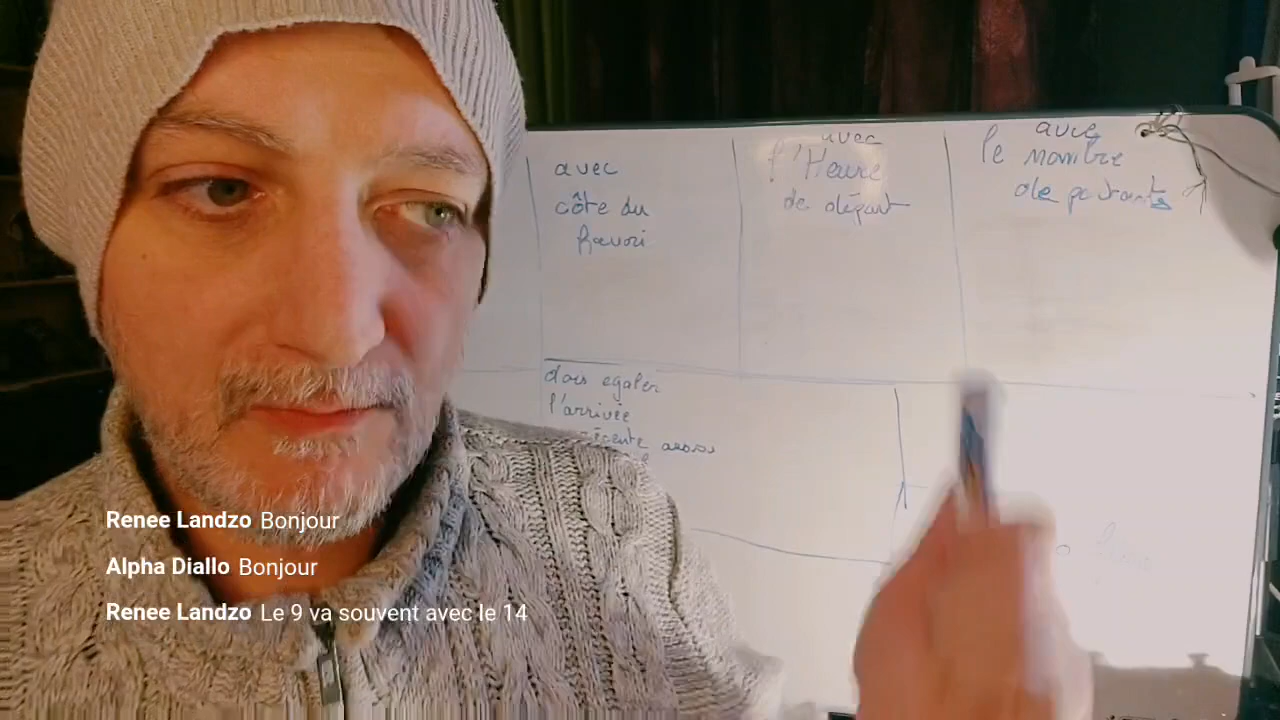 avec
côte du
favori
avec
l'Heure
de départ
avec
le nombre
de partants
dois egaler
l'arrivée
Renee Landzo Bonjour
Alpha Diallo Bonjour
Renee Landzo Le 9 va souvent avec le 14